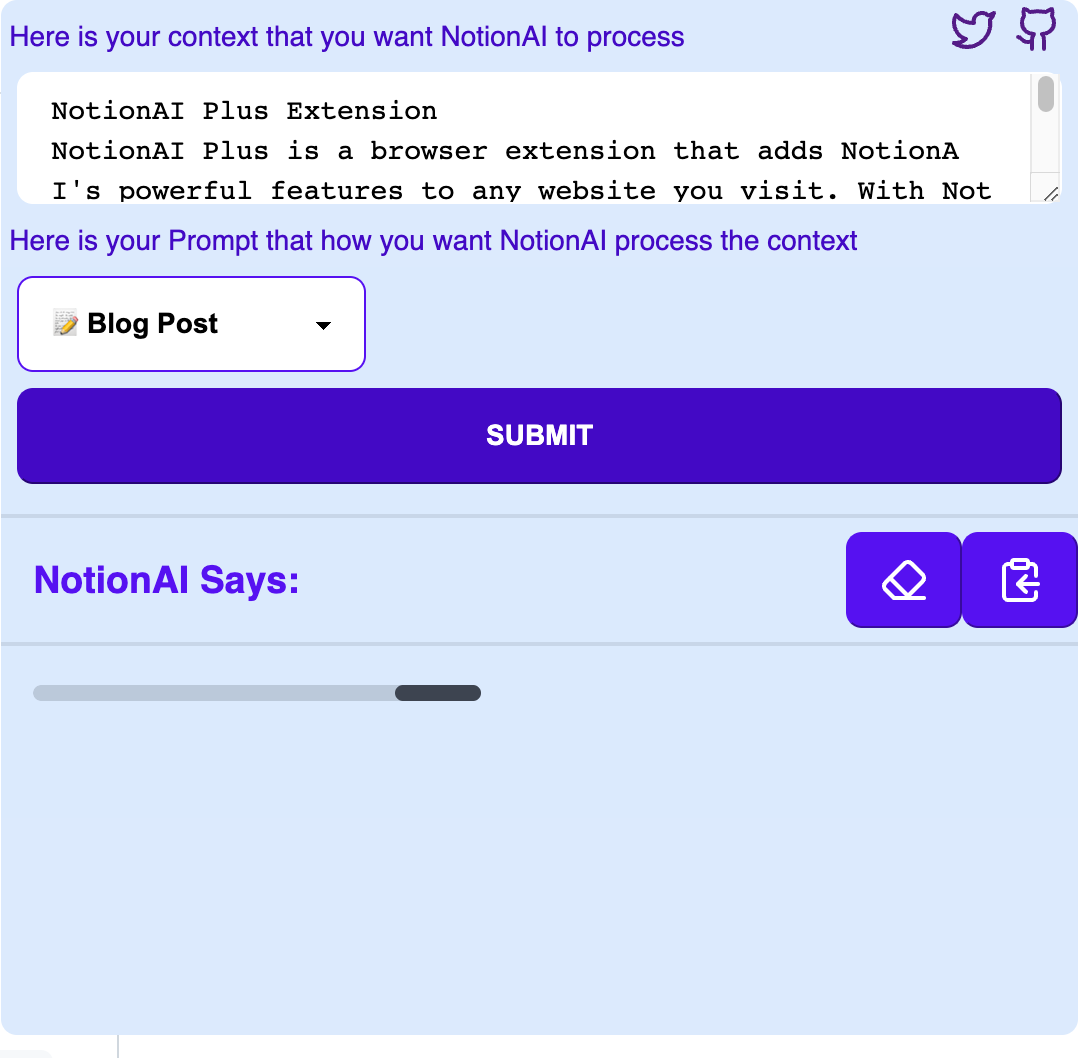 Here is your context that you want NotionAI to process
NotionAI Plus Extension
NotionAI Plus is a browser extension that adds NotionA
I's powerful features to any website you visit. With Not
Here is your Prompt that how you want NotionAI process the context
📝 Blog Post
SUBMIT
NotionAI Says: